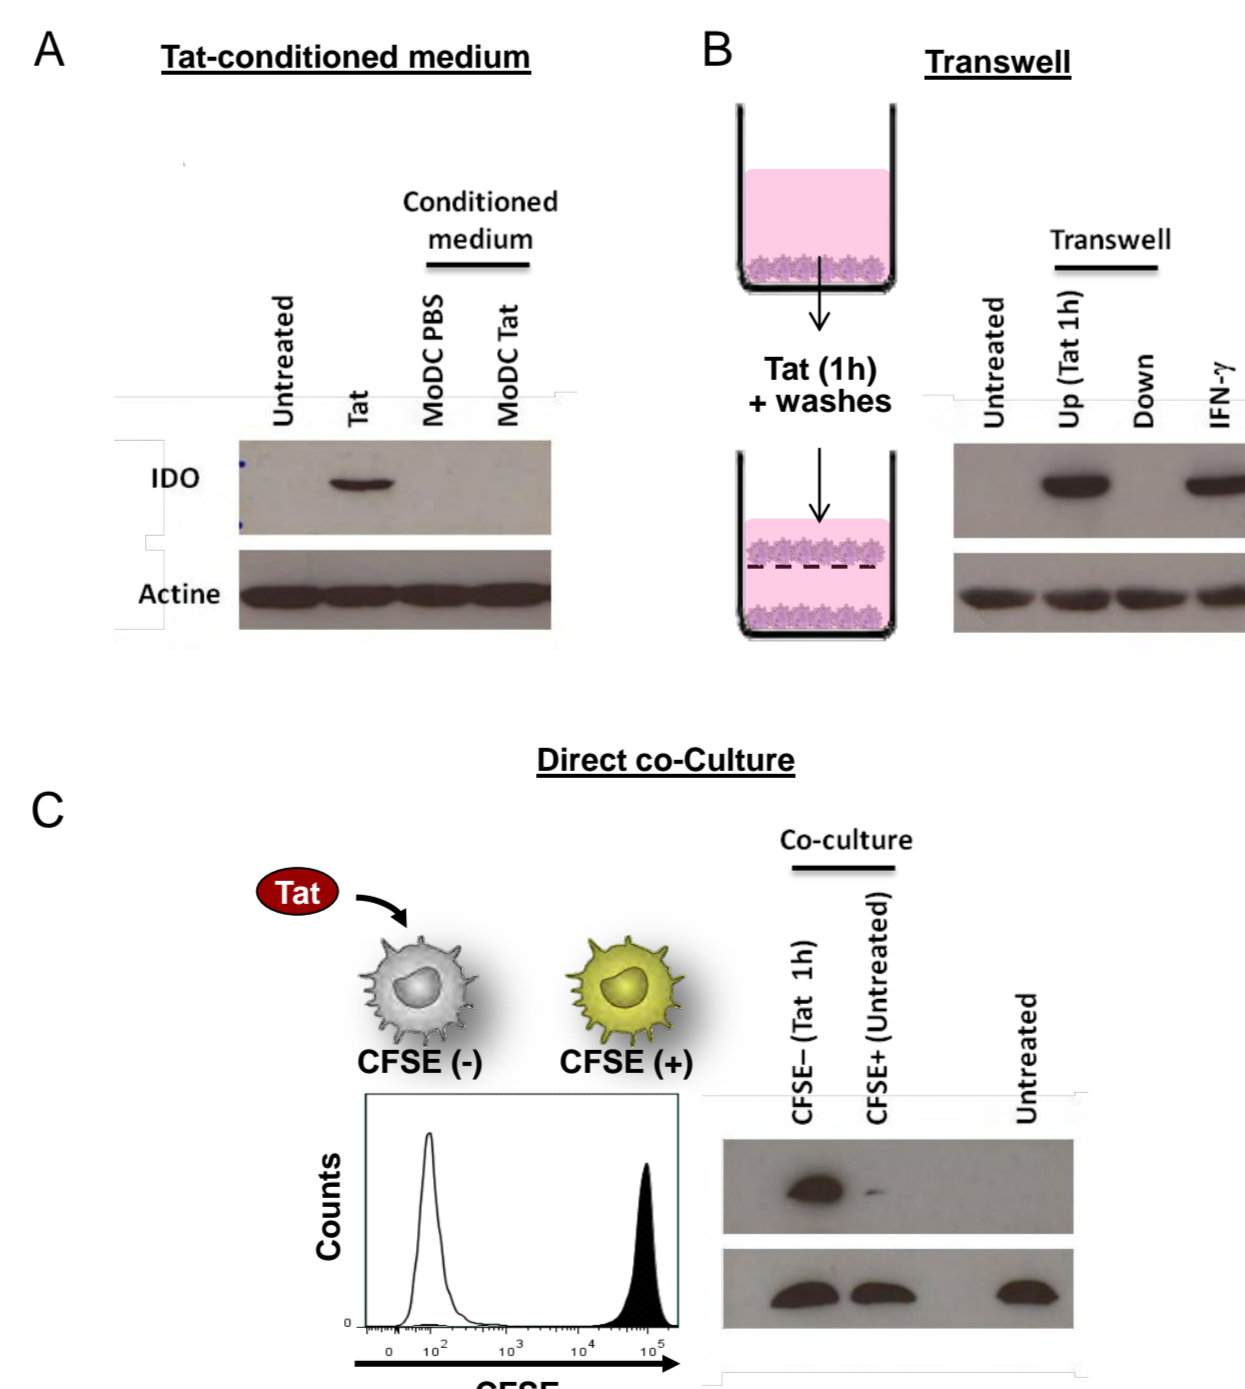 A
Tat-conditioned medium
Conditioned
medium
Untreated
Tat
MoDC PBS
MoDC Tat
IDO
Actine
B
Transwell
Tat (1h)
+ washes
Transwell
Untreated
Up (Tat 1h)
Down
IFN-γ
Direct co-Culture
C
Tat
CFSE (-)
CFSE (+)
Counts
0
0 10² 10³ 10⁴ 10⁵
CFSE
Co-culture
CFSE– (Tat 1h)
CFSE+ (Untreated)
Untreated